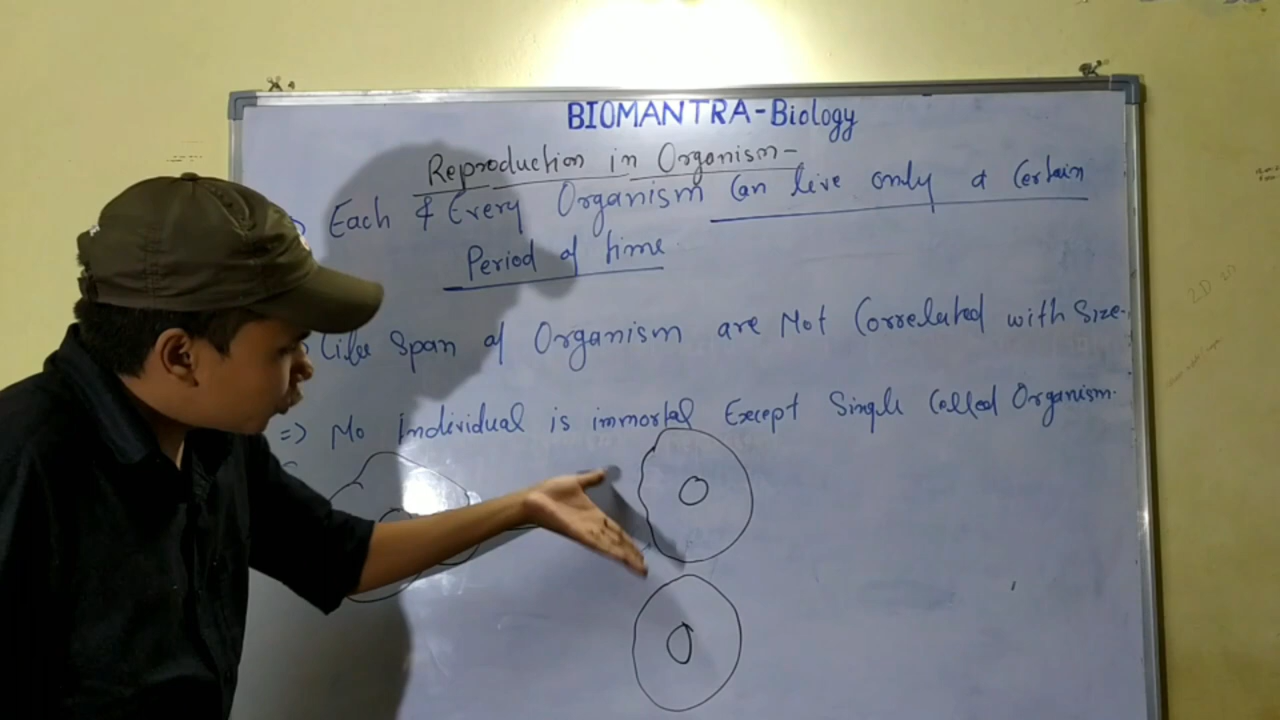 BIOMANTRA-Biology
Reproduction in Organism-
Each & Every Organism Can live only a Certain
Period of time
Life Span of Organism are Not Correlated with Size.
=> No individual is immortal Except Single Celled Organism.